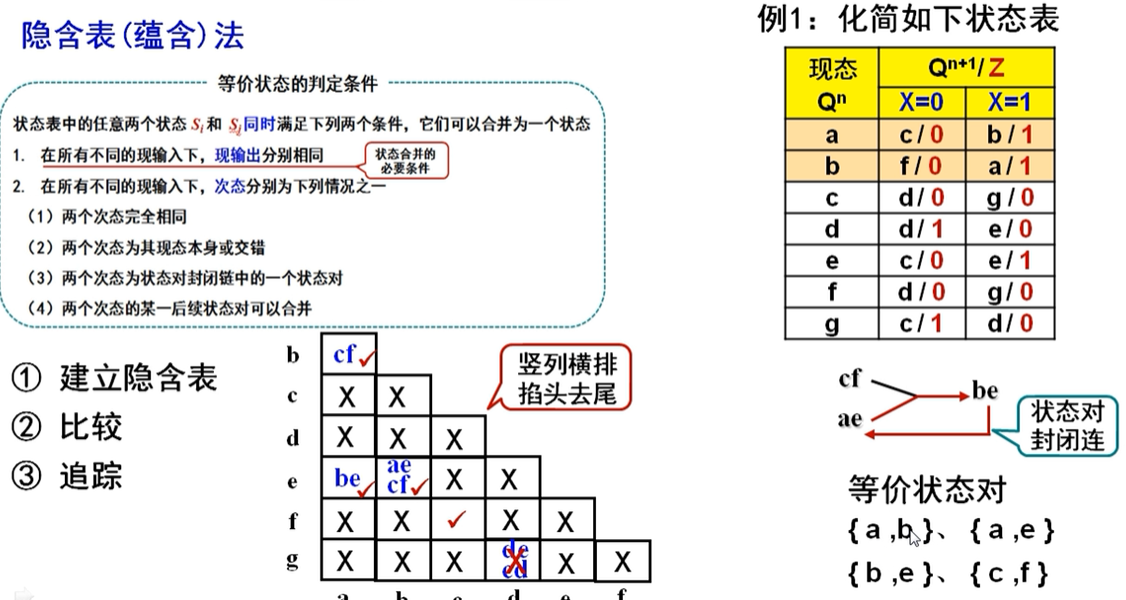 隐含表(蕴含)法
等价状态的判定条件
状态表中的任意两个状态 Si和 Sj同时满足下列两个条件，它们可以合并为一个状态
1. 在所有不同的现输入下，现输出分别相同
状态合并的
必要条件
2. 在所有不同的现输入下，次态分别为下列情况之一
（1）两个次态完全相同
（2）两个次态为其现态本身或交错
（3）两个次态为状态对封闭链中的一个状态对
（4）两个次态的某一后续状态对可以合并
① 建立隐含表
② 比较
③ 追踪
b cf✓
c X X
d X X X
e be✓ ae cf✓ X X
f X X ✓ X X
g X X X de cd X X
a b c d e f
竖列横排
掐头去尾
例1：化简如下状态表
现态 Qn+1/Z
Qn X=0 X=1
a c/0 b/1
b f/0 a/1
c d/0 g/0
d d/1 e/0
e c/0 e/1
f d/0 g/0
g c/1 d/0
cf
be
ae
状态对
封闭连
等价状态对
{a,b}、{a,e}
{b,e}、{c,f}